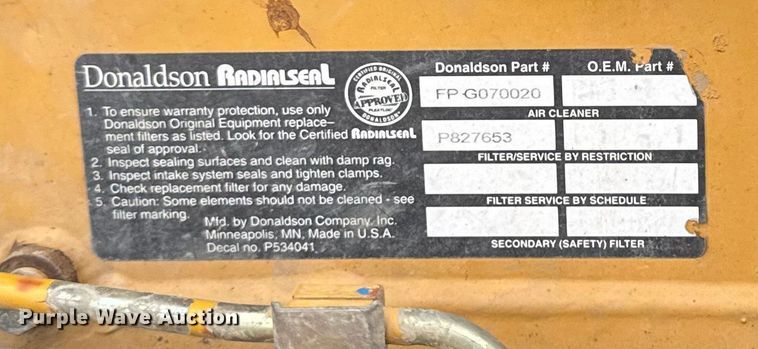 Donaldson RADIALSEAL
CERTIFIED ORIGINAL
RADIALSEAL
FILTER
APPROVED
DONALDSON
Donaldson Part # O.E.M. Part #
FP-G070020
AIR CLEANER
P827653
FILTER/SERVICE BY RESTRICTION
FILTER SERVICE BY SCHEDULE
SECONDARY (SAFETY) FILTER
1. To ensure warranty protection, use only
Donaldson Original Equipment replace-
ment filters as listed. Look for the Certified RADIALSEAL
seal of approval.
2. Inspect sealing surfaces and clean with damp rag.
3. Inspect intake system seals and tighten clamps.
4. Check replacement filter for any damage.
5. Caution: Some elements should not be cleaned - see
filter marking.
Mfd. by Donaldson Company, Inc.
Minneapolis, MN, Made in U.S.A.
Decal no. P534041
Purple Wave Auction